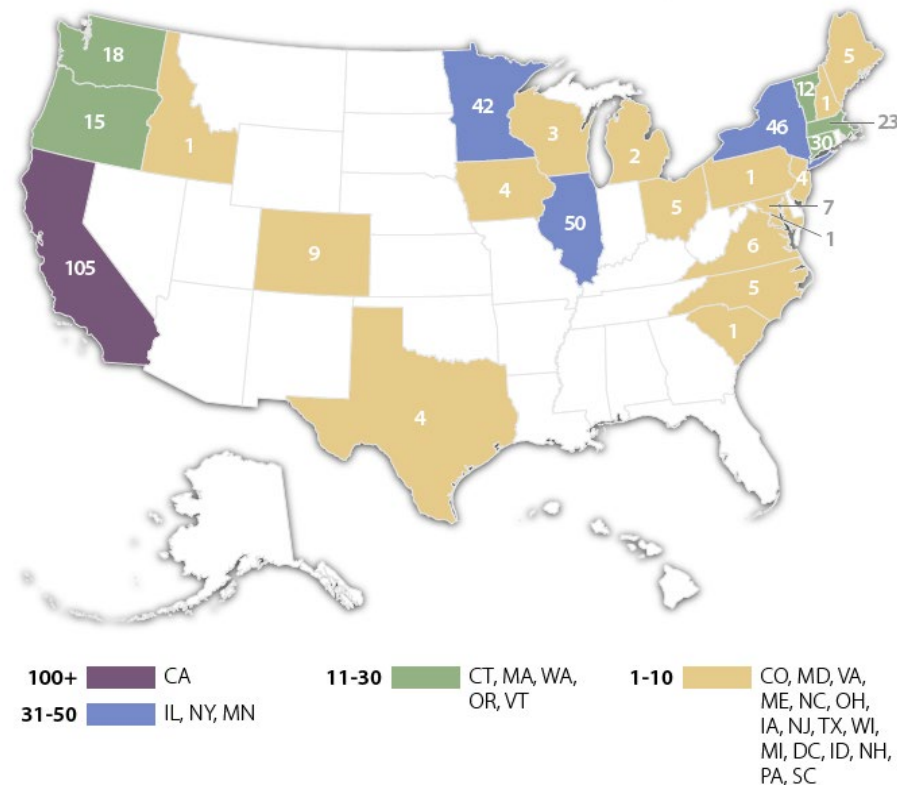 18
15
1
105
9
4
42
4
3
50
2
5
1
46
12
1
5
23
30
4
7
1
6
5
1
100+ CA
31-50 IL, NY, MN
11-30 CT, MA, WA,
OR, VT
1-10 CO, MD, VA,
ME, NC, OH,
IA, NJ, TX, WI,
MI, DC, ID, NH,
PA, SC